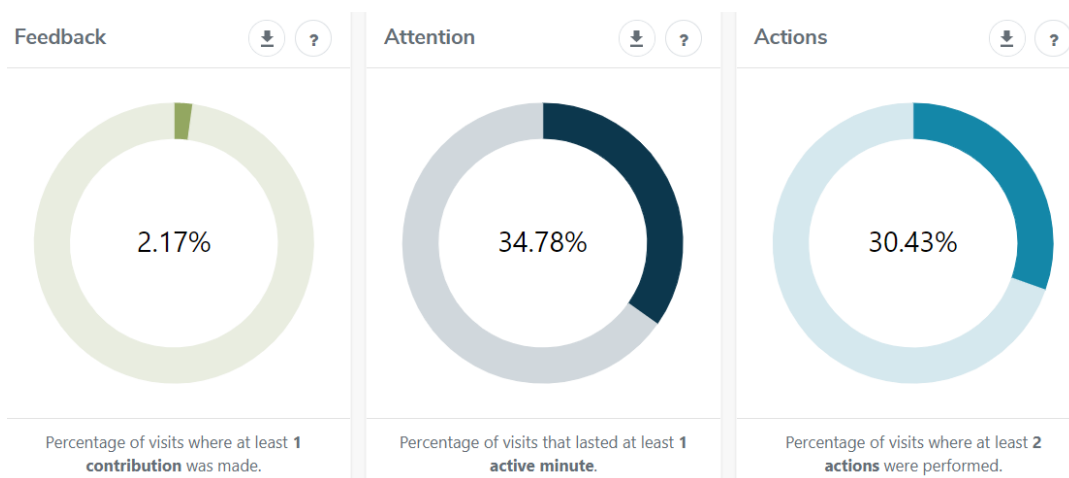 Feedback
?
Attention
?
Actions
?
2.17%
34.78%
30.43%
Percentage of visits where at least 1
contribution was made.
Percentage of visits that lasted at least 1
active minute.
Percentage of visits where at least 2
actions were performed.